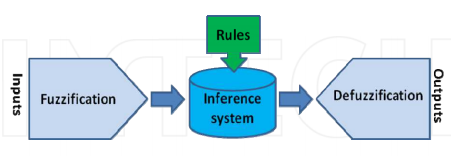 Rules
Inputs
Fuzzification
Inference
system
Defuzzification
Outputs